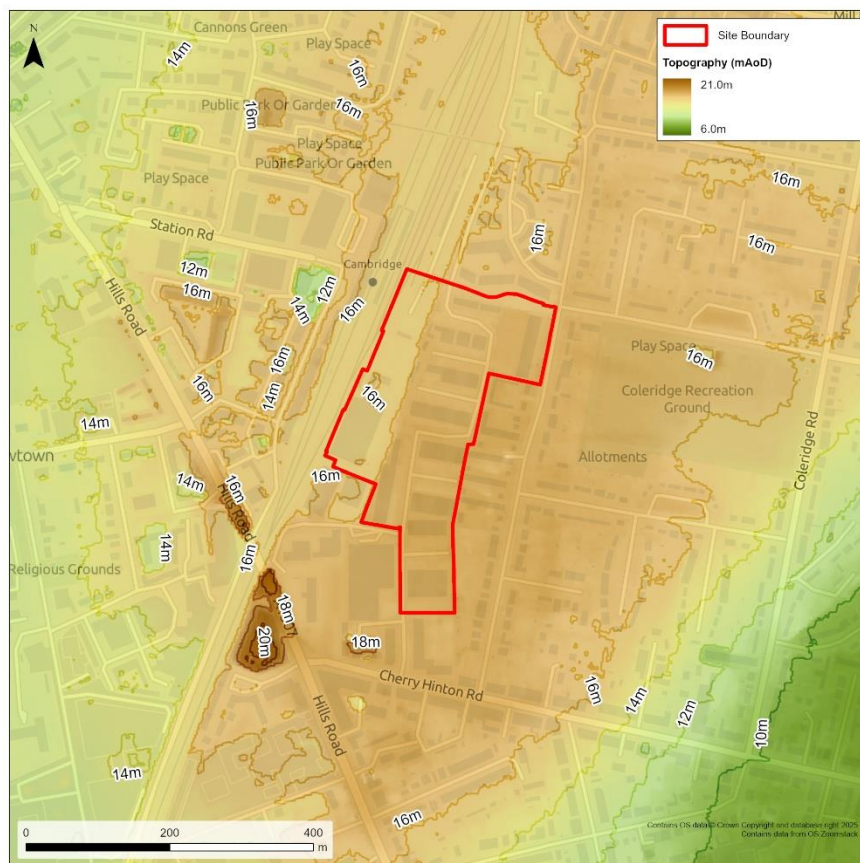 N
Site Boundary
Topography (mAoD)
21.0m
6.0m
Mill
Cannons Green
14m
Play Space
16m
Public Park Or Garden
16m
16m
Play Space
Public Park Or Garden
Play Space
16m
16m
Station Rd
16m
12m
16m
Cambridge
12m
14m
16m
Hills Road
16m
14m
16m
16m
Play Space
16m
Coleridge Recreation
Ground
Coleridge Rd
14m
wtown
Allotments
16m
14m
16m
Hills Road
14m
16m
Religious Grounds
18m
20m
18m
Cherry Hinton Rd
Hills Road
16m
14m
12m
10m
14m
16m
0
200
400
m
Contains OS data © Crown Copyright and database right 2025
Contains data from OS Zoomstack